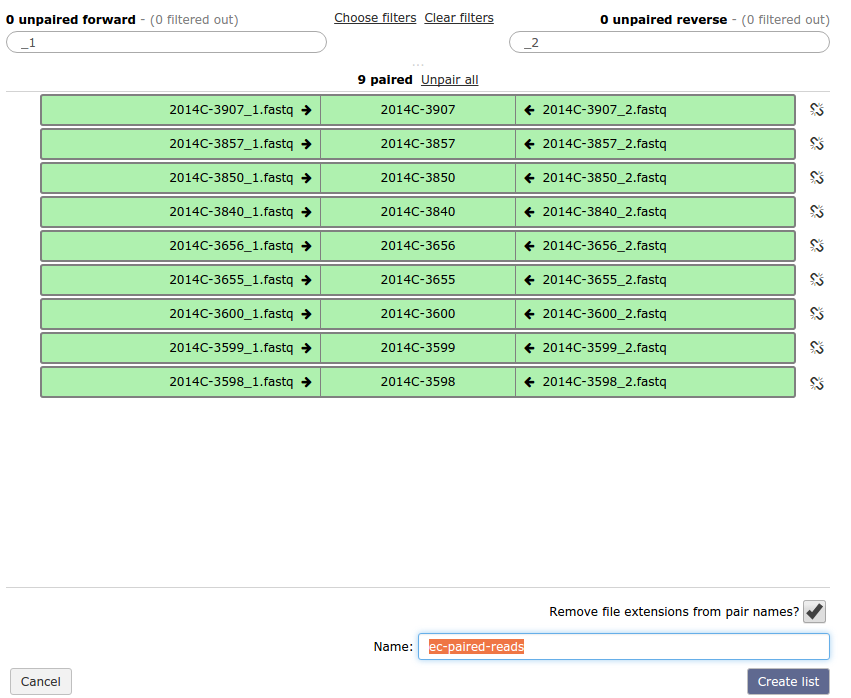 0 unpaired forward - (0 filtered out) Choose filters Clear filters 0 unpaired reverse - (0 filtered out)
_1 _2
9 paired Unpair all
2014C-3907_1.fastq → 2014C-3907 ← 2014C-3907_2.fastq
2014C-3857_1.fastq → 2014C-3857 ← 2014C-3857_2.fastq
2014C-3850_1.fastq → 2014C-3850 ← 2014C-3850_2.fastq
2014C-3840_1.fastq → 2014C-3840 ← 2014C-3840_2.fastq
2014C-3656_1.fastq → 2014C-3656 ← 2014C-3656_2.fastq
2014C-3655_1.fastq → 2014C-3655 ← 2014C-3655_2.fastq
2014C-3600_1.fastq → 2014C-3600 ← 2014C-3600_2.fastq
2014C-3599_1.fastq → 2014C-3599 ← 2014C-3599_2.fastq
2014C-3598_1.fastq → 2014C-3598 ← 2014C-3598_2.fastq
Remove file extensions from pair names?
Name: ec-paired-reads
Cancel Create list